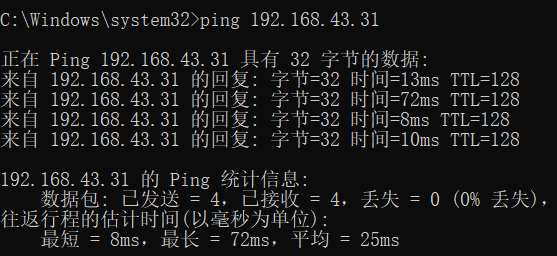 C:\Windows\system32>ping 192.168.43.31
正在 Ping 192.168.43.31 具有 32 字节的数据:
来自 192.168.43.31 的回复: 字节=32 时间=13ms TTL=128
来自 192.168.43.31 的回复: 字节=32 时间=72ms TTL=128
来自 192.168.43.31 的回复: 字节=32 时间=8ms TTL=128
来自 192.168.43.31 的回复: 字节=32 时间=10ms TTL=128
192.168.43.31 的 Ping 统计信息:
数据包: 已发送 = 4，已接收 = 4，丢失 = 0 (0% 丢失)，
往返行程的估计时间(以毫秒为单位):
最短 = 8ms，最长 = 72ms，平均 = 25ms